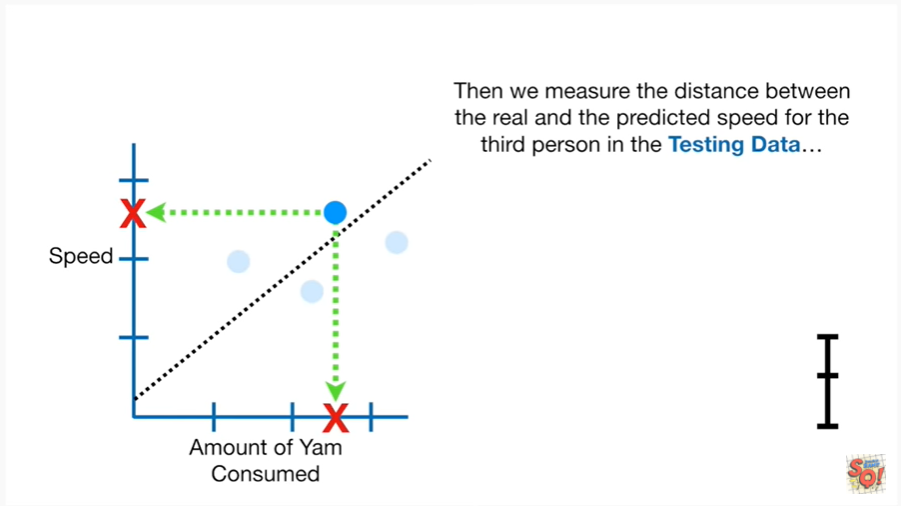 Then we measure the distance between
the real and the predicted speed for the
third person in the Testing Data…
X
Speed
X
Amount of Yam
Consumed
SQ!